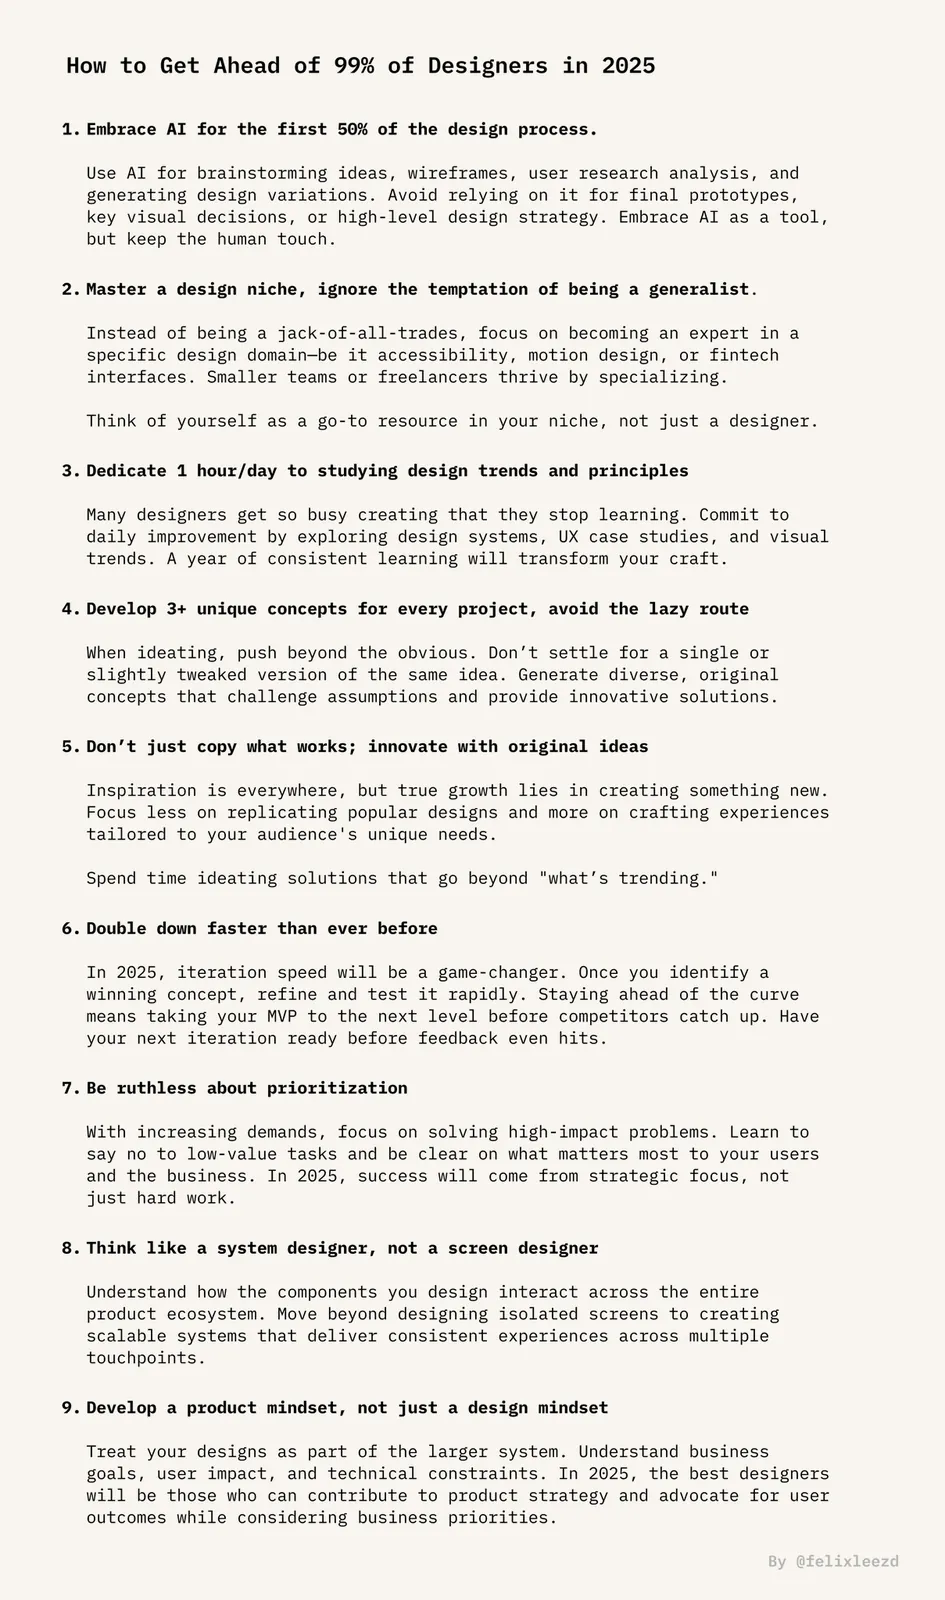 How to Get Ahead of 99% of Designers in 2025
1. Embrace AI for the first 50% of the design process.
Use AI for brainstorming ideas, wireframes, user research analysis, and
generating design variations. Avoid relying on it for final prototypes,
key visual decisions, or high-level design strategy. Embrace AI as a tool,
but keep the human touch.
2. Master a design niche, ignore the temptation of being a generalist.
Instead of being a jack-of-all-trades, focus on becoming an expert in a
specific design domain—be it accessibility, motion design, or fintech
interfaces. Smaller teams or freelancers thrive by specializing.
Think of yourself as a go-to resource in your niche, not just a designer.
3. Dedicate 1 hour/day to studying design trends and principles
Many designers get so busy creating that they stop learning. Commit to
daily improvement by exploring design systems, UX case studies, and visual
trends. A year of consistent learning will transform your craft.
4. Develop 3+ unique concepts for every project, avoid the lazy route
When ideating, push beyond the obvious. Don’t settle for a single or
slightly tweaked version of the same idea. Generate diverse, original
concepts that challenge assumptions and provide innovative solutions.
5. Don’t just copy what works; innovate with original ideas
Inspiration is everywhere, but true growth lies in creating something new.
Focus less on replicating popular designs and more on crafting experiences
tailored to your audience's unique needs.
Spend time ideating solutions that go beyond "what’s trending."
6. Double down faster than ever before
In 2025, iteration speed will be a game-changer. Once you identify a
winning concept, refine and test it rapidly. Staying ahead of the curve
means taking your MVP to the next level before competitors catch up. Have
your next iteration ready before feedback even hits.
7. Be ruthless about prioritization
With increasing demands, focus on solving high-impact problems. Learn to
say no to low-value tasks and be clear on what matters most to your users
and the business. In 2025, success will come from strategic focus, not
just hard work.
8. Think like a system designer, not a screen designer
Understand how the components you design interact across the entire
product ecosystem. Move beyond designing isolated screens to creating
scalable systems that deliver consistent experiences across multiple
touchpoints.
9. Develop a product mindset, not just a design mindset
Treat your designs as part of the larger system. Understand business
goals, user impact, and technical constraints. In 2025, the best designers
will be those who can contribute to product strategy and advocate for user
outcomes while considering business priorities.
By @felixleezd